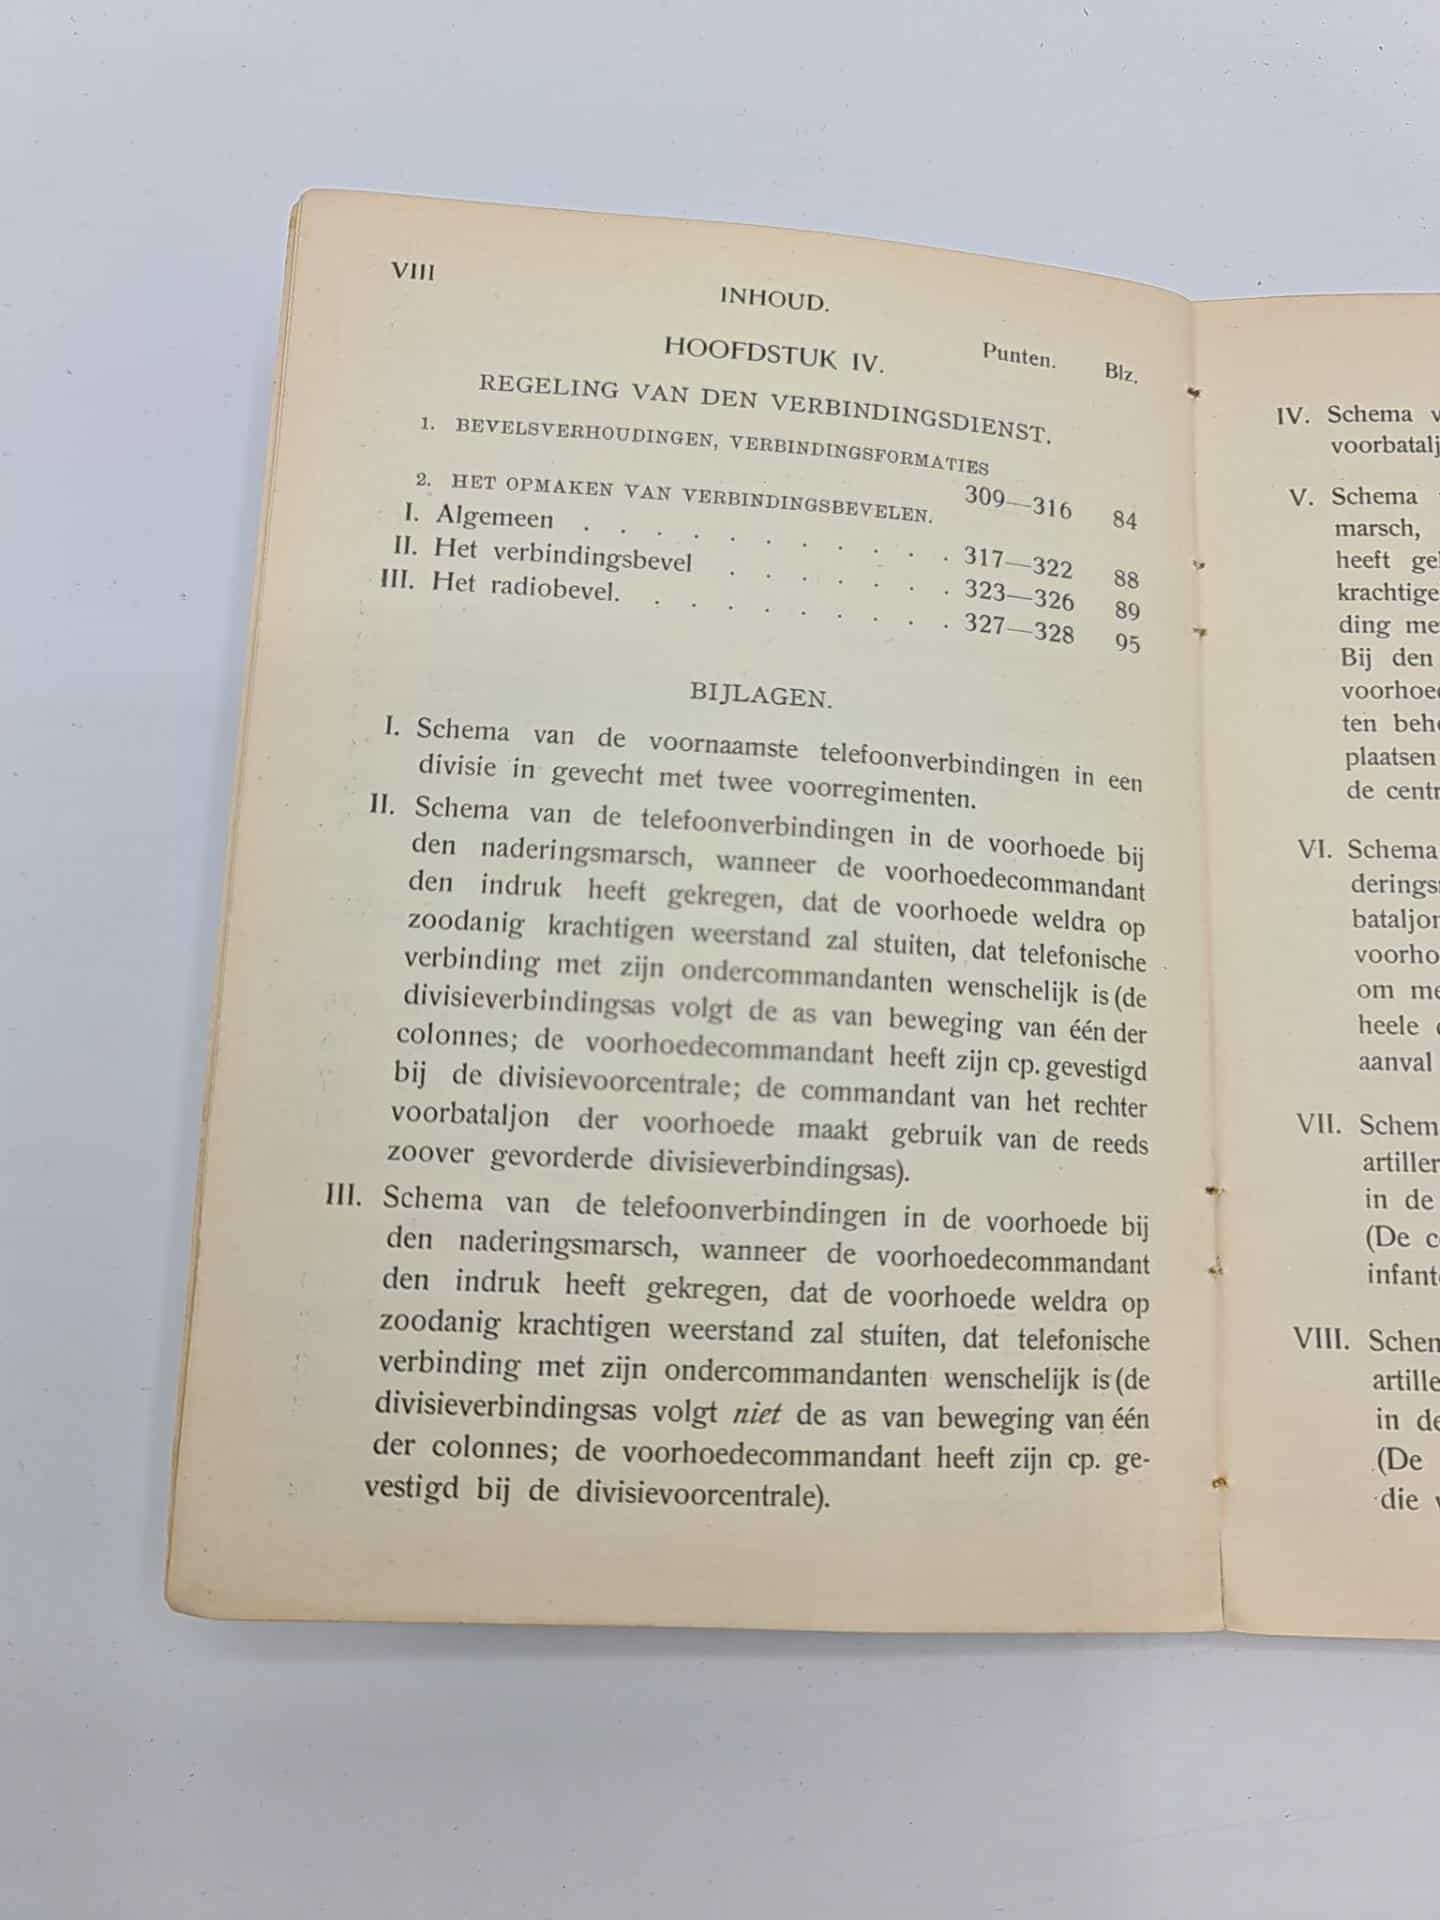 VIII
INHOUD.
Punten. Blz.
HOOFDSTUK IV.
REGELING VAN DEN VERBINDINGSDIENST.
1. BEVELSVERHOUDINGEN, VERBINDINGSFORMATIES
309—316 84
2. HET OPMAKEN VAN VERBINDINGSBEVELEN.
I. Algemeen . . . . . . . . . . . 317—322 88
II. Het verbindingsbevel . . . . . . . 323—326 89
III. Het radiobevel. . . . . . . . . . 327—328 95
BIJLAGEN.
I. Schema van de voornaamste telefoonverbindingen in een
divisie in gevecht met twee voorregimenten.
II. Schema van de telefoonverbindingen in de voorhoede bij
den naderingsmarsch, wanneer de voorhoedecommandant
den indruk heeft gekregen, dat de voorhoede weldra op
zoodanig krachtigen weerstand zal stuiten, dat telefonische
verbinding met zijn ondercommandanten wenschelijk is (de
divisieverbindingsas volgt de as van beweging van één der
colonnes; de voorhoedecommandant heeft zijn cp. gevestigd
bij de divisievoorcentrale; de commandant van het rechter
voorbataljon der voorhoede maakt gebruik van de reeds
zoover gevorderde divisieverbindingsas).
III. Schema van de telefoonverbindingen in de voorhoede bij
den naderingsmarsch, wanneer de voorhoedecommandant
den indruk heeft gekregen, dat de voorhoede weldra op
zoodanig krachtigen weerstand zal stuiten, dat telefonische
verbinding met zijn ondercommandanten wenschelijk is (de
divisieverbindingsas volgt niet de as van beweging van één
der colonnes; de voorhoedecommandant heeft zijn cp. ge-
vestigd bij de divisievoorcentrale).
IV. Schema
voorbatalj
V. Schema
marsch,
heeft
krachtige
ding
Bij den
voorhoe
ten
plaatsen
de centr
VI. Schema
derings
bataljon
voorho
om
heele
aanval
VII. Schem
artiller
in de
(De
infant
VIII. Schem
artille
in
(De
die